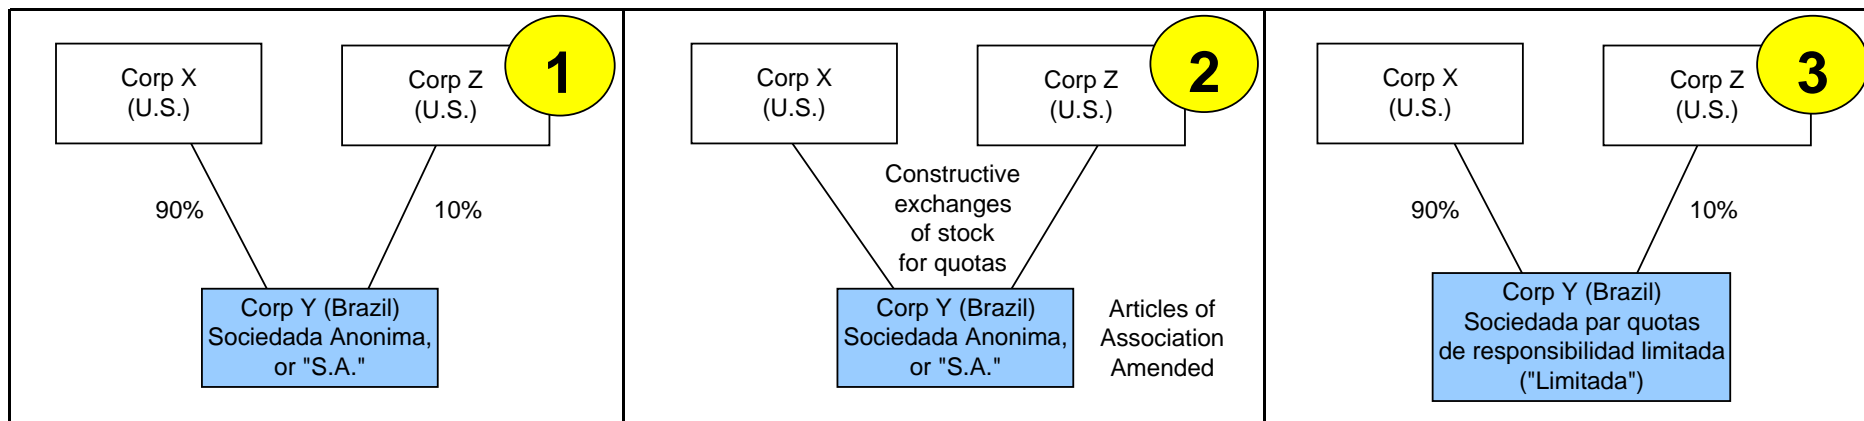 Corp X
(U.S.)
Corp Z
(U.S.)
1
90%
10%
Corp Y (Brazil)
Sociedada Anonima,
or "S.A."
Corp X
(U.S.)
Corp Z
(U.S.)
2
Constructive
exchanges
of stock
for quotas
Corp Y (Brazil)
Sociedada Anonima,
or "S.A."
Articles of
Association
Amended
Corp X
(U.S.)
Corp Z
(U.S.)
3
90%
10%
Corp Y (Brazil)
Sociedada par quotas
de responsibilidad limitada
("Limitada")